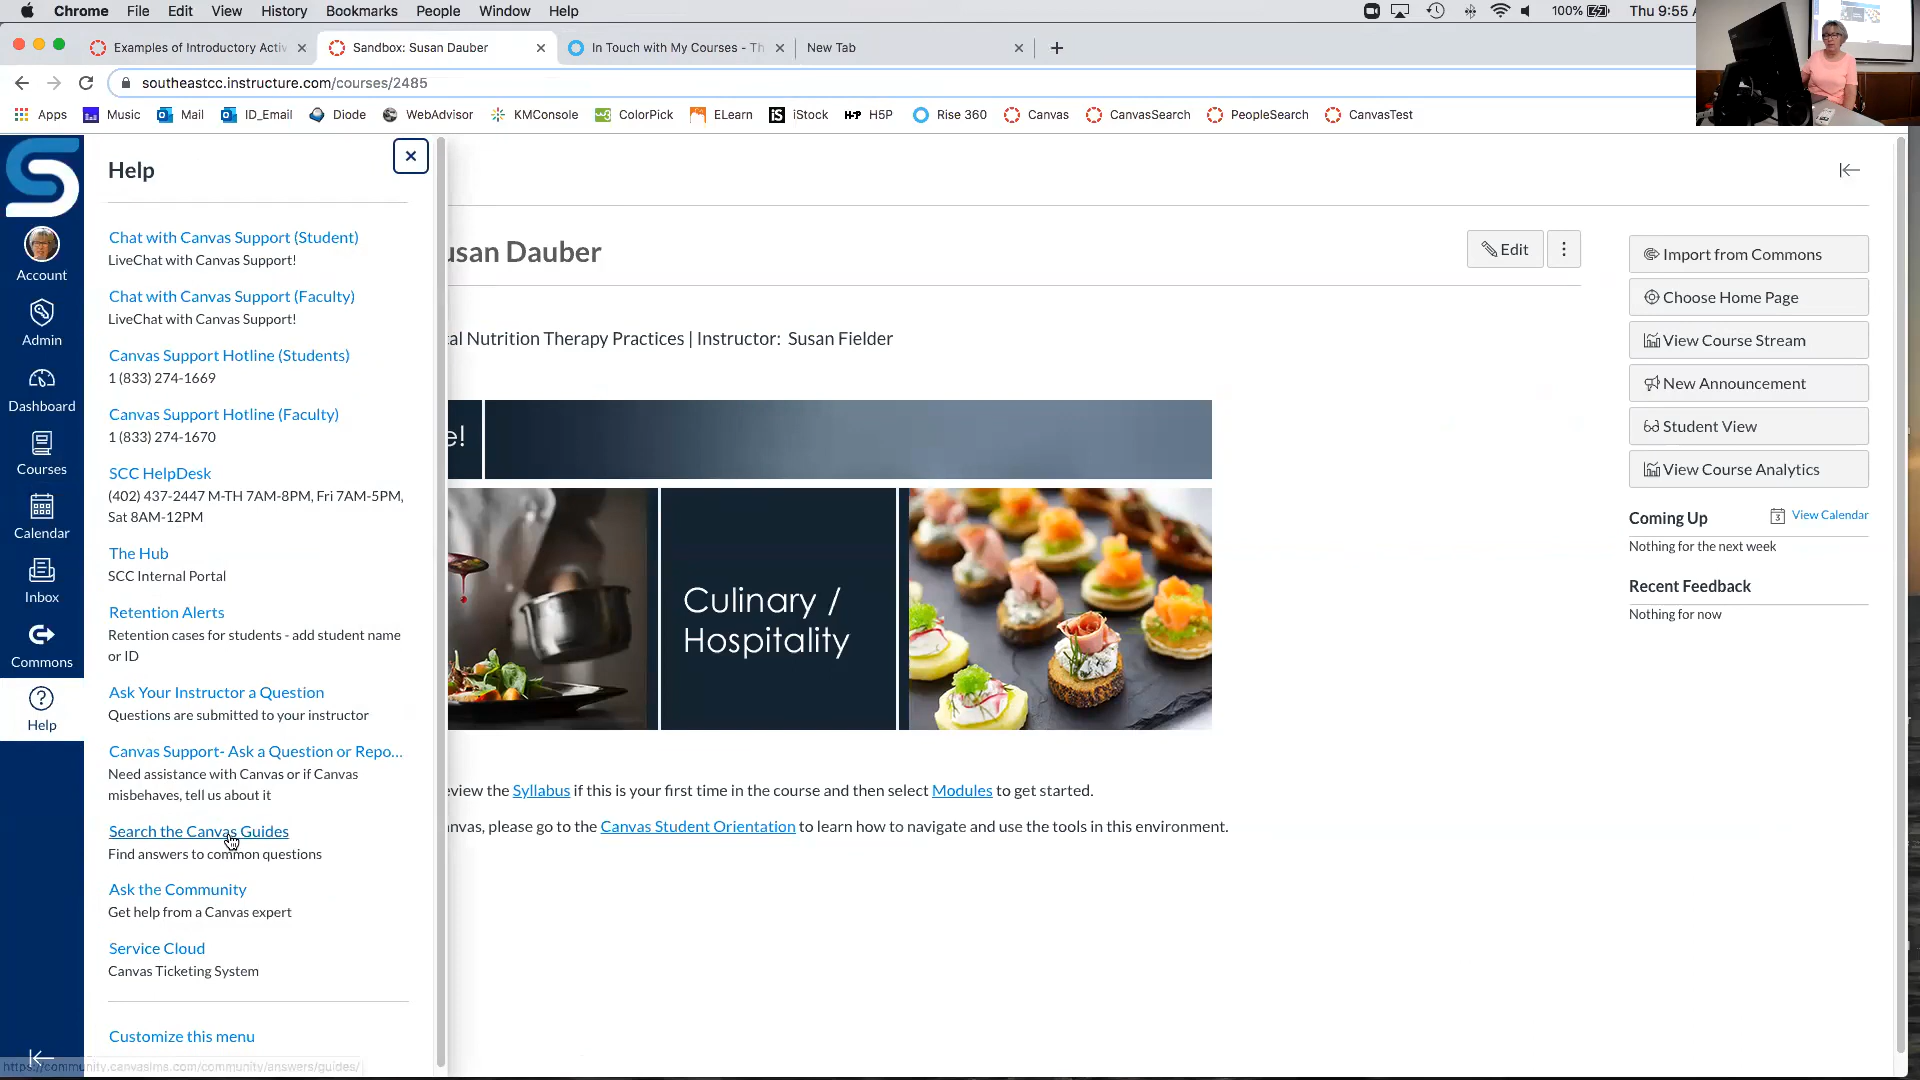 Chrome File Edit View History Bookmarks People Window Help 100% Thu 9:55
Examples of Introductory Activ Sandbox: Susan Dauber In Touch with My Courses - Th New Tab
southeastcc.instructure.com/courses/2485
Apps Music Mail ID_Email Diode WebAdvisor KMConsole ColorPick ELearn iStock H5P Rise 360 Canvas CanvasSearch PeopleSearch CanvasTest
Account
Admin
Dashboard
Courses
Calendar
Inbox
Commons
Help
Help
Chat with Canvas Support (Student)
LiveChat with Canvas Support!
Chat with Canvas Support (Faculty)
LiveChat with Canvas Support!
Canvas Support Hotline (Students)
1 (833) 274-1669
Canvas Support Hotline (Faculty)
1 (833) 274-1670
SCC HelpDesk
(402) 437-2447 M-TH 7AM-8PM, Fri 7AM-5PM,
Sat 8AM-12PM
The Hub
SCC Internal Portal
Retention Alerts
Retention cases for students - add student name
or ID
Ask Your Instructor a Question
Questions are submitted to your instructor
Canvas Support- Ask a Question or Repo...
Need assistance with Canvas or if Canvas
misbehaves, tell us about it
Search the Canvas Guides
Find answers to common questions
Ask the Community
Get help from a Canvas expert
Service Cloud
Canvas Ticketing System
Customize this menu
https://community.canvaslms.com/community/answers/guides/
usan Dauber
Edit
cal Nutrition Therapy Practices | Instructor: Susan Fielder
e!
Culinary /
Hospitality
eview the Syllabus if this is your first time in the course and then select Modules to get started.
anvas, please go to the Canvas Student Orientation to learn how to navigate and use the tools in this environment.
Import from Commons
Choose Home Page
View Course Stream
New Announcement
Student View
View Course Analytics
Coming Up View Calendar
Nothing for the next week
Recent Feedback
Nothing for now